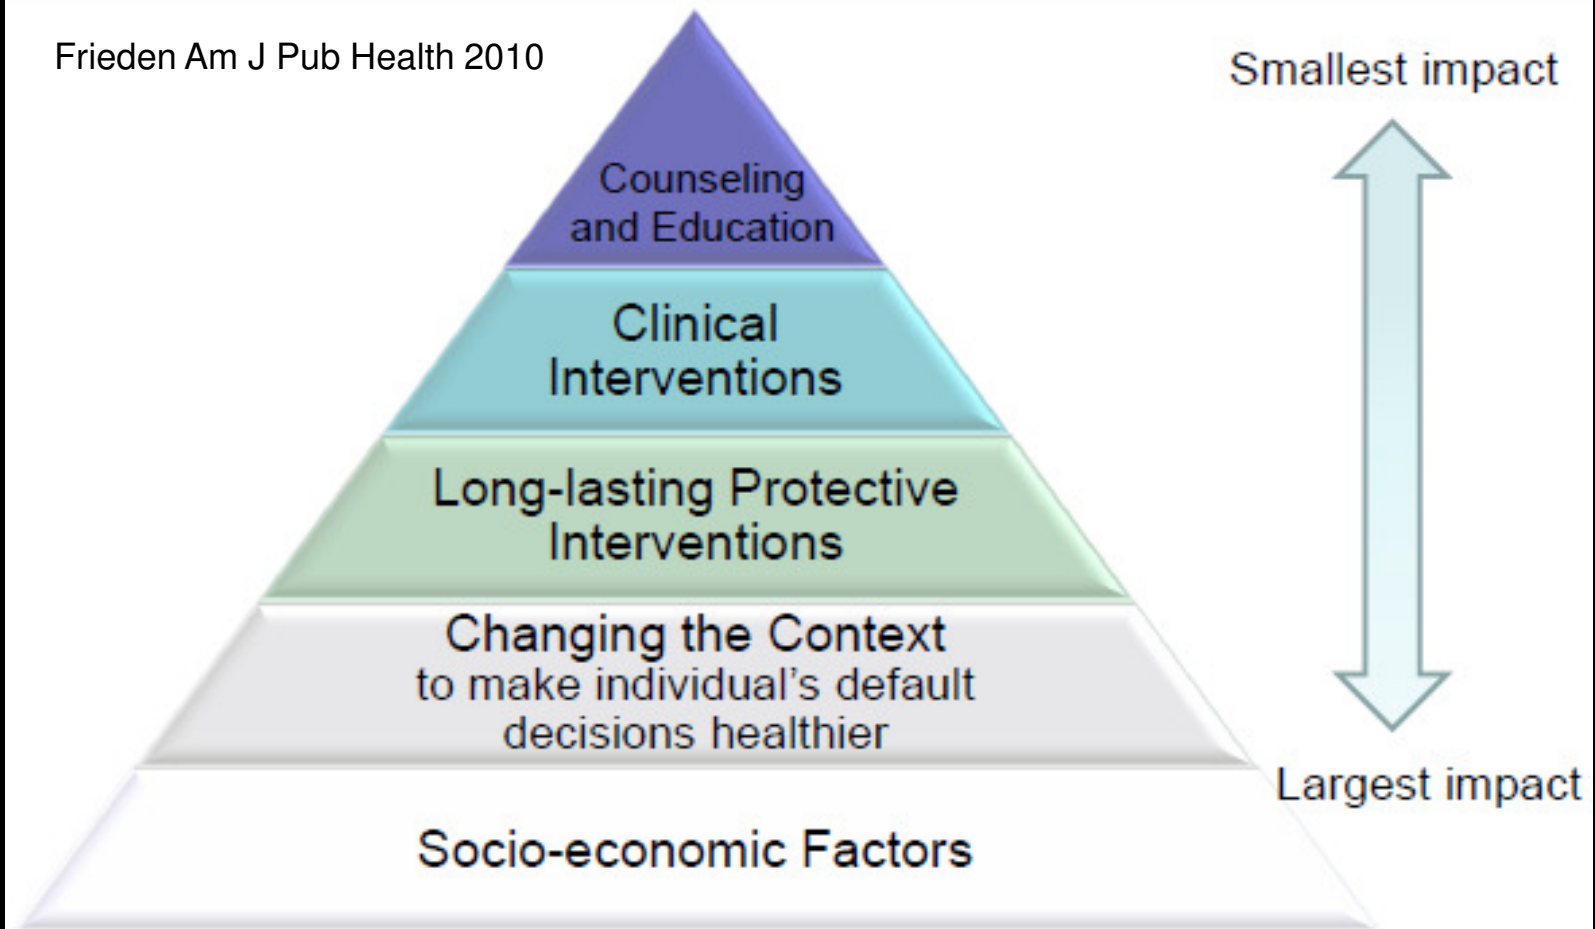 Frieden Am J Pub Health 2010
Smallest impact
Counseling
and Education
Clinical
Interventions
Long-lasting Protective
Interventions
Changing the Context
to make individual’s default
decisions healthier
Largest impact
Socio-economic Factors